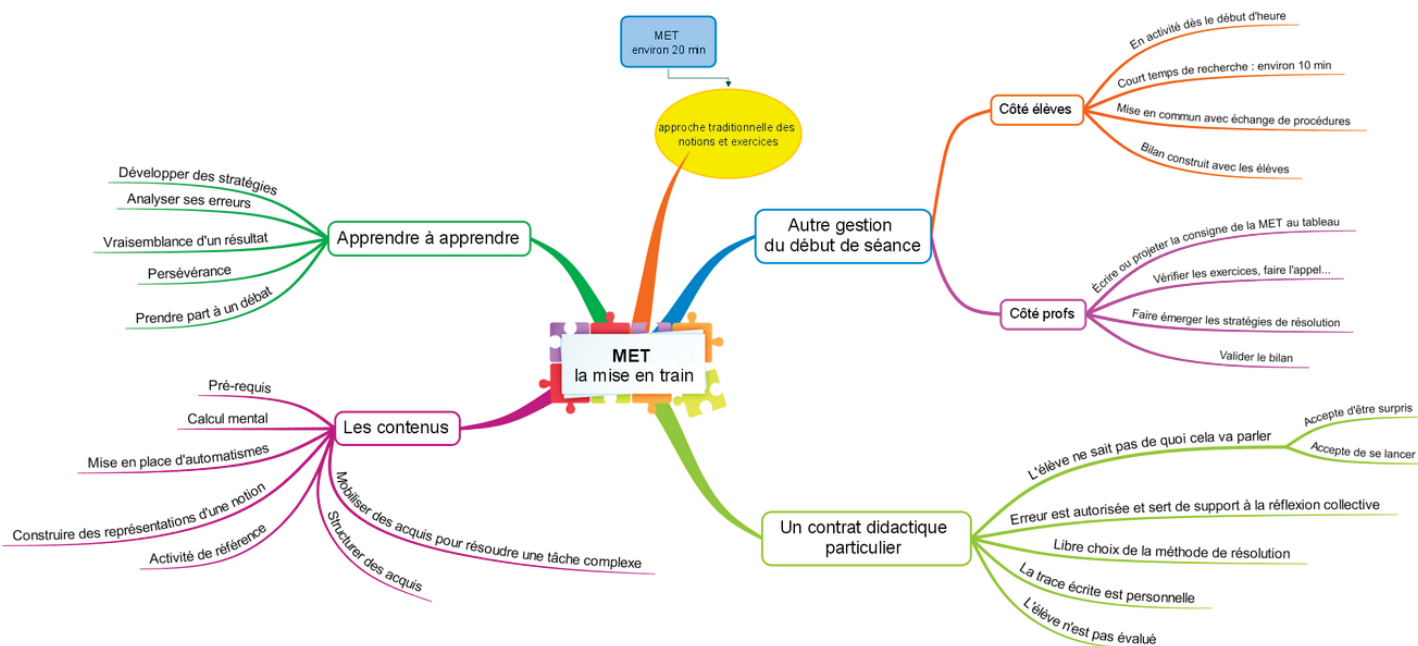 MET
environ 20 min
approche traditionnelle des
notions et exercices
MET
la mise en train
Apprendre à apprendre
Développer des stratégies
Analyser ses erreurs
Vraisemblance d'un résultat
Persévérance
Prendre part à un débat
Les contenus
Pré-requis
Calcul mental
Mise en place d'automatismes
Construire des représentations d'une notion
Activité de référence
Structurer des acquis
Mobiliser des acquis pour résoudre une tâche complexe
Autre gestion
du début de séance
Côté élèves
En activité dès le début d'heure
Court temps de recherche : environ 10 min
Mise en commun avec échange de procédures
Bilan construit avec les élèves
Côté profs
Écrire ou projeter la consigne de la MET au tableau
Vérifier les exercices, faire l'appel...
Faire émerger les stratégies de résolution
Valider le bilan
Un contrat didactique
particulier
L'élève ne sait pas de quoi cela va parler
Accepte d'être surpris
Accepte de se lancer
Erreur est autorisée et sert de support à la réflexion collective
Libre choix de la méthode de résolution
La trace écrite est personnelle
L'élève n'est pas évalué